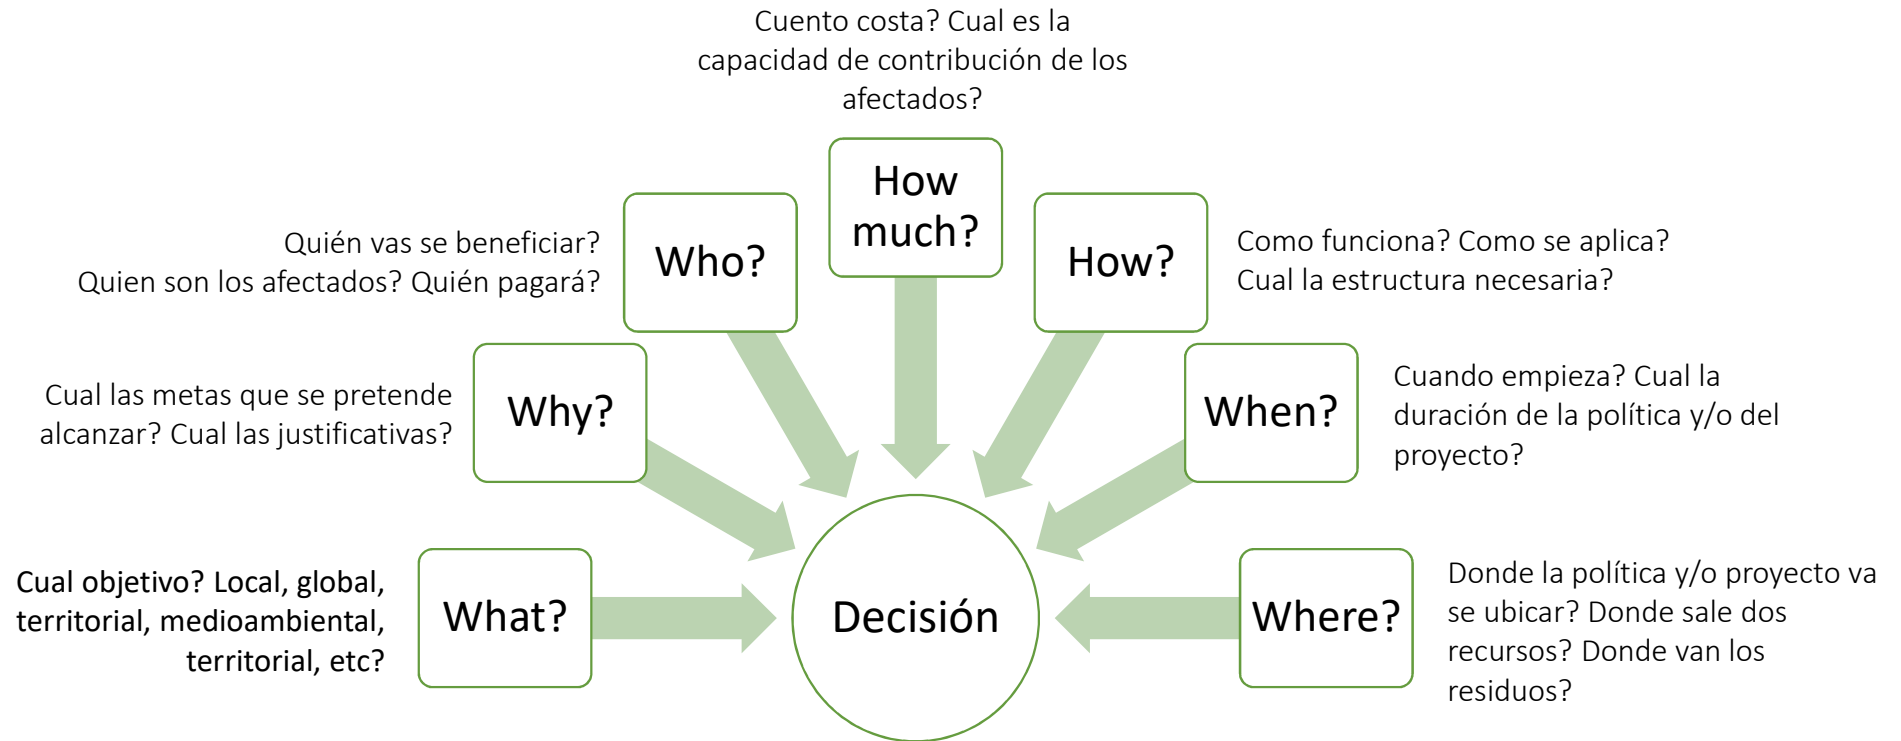 Cuento costa? Cual es la
capacidad de contribución de los
afectados?
How
much?
Quién vas se beneficiar?
Quien son los afectados? Quién pagará?
Who?
How?
Como funciona? Como se aplica?
Cual la estructura necesaria?
Cual las metas que se pretende
alcanzar? Cual las justificativas?
Why?
When?
Cuando empieza? Cual la
duración de la política y/o del
proyecto?
Cual objetivo? Local, global,
territorial, medioambiental,
territorial, etc?
What?
Decisión
Where?
Donde la política y/o proyecto va
se ubicar? Donde sale dos
recursos? Donde van los
residuos?